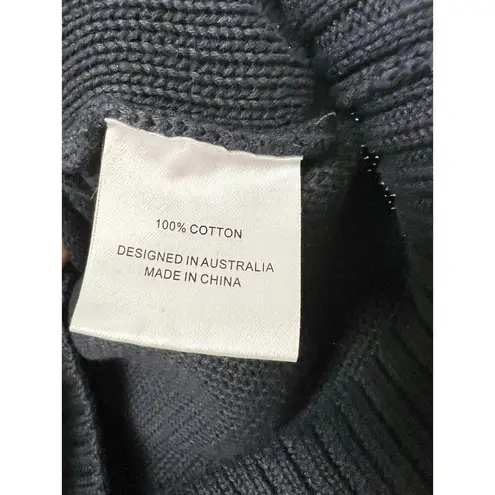 100% COTTON
DESIGNED IN AUSTRALIA
MADE IN CHINA